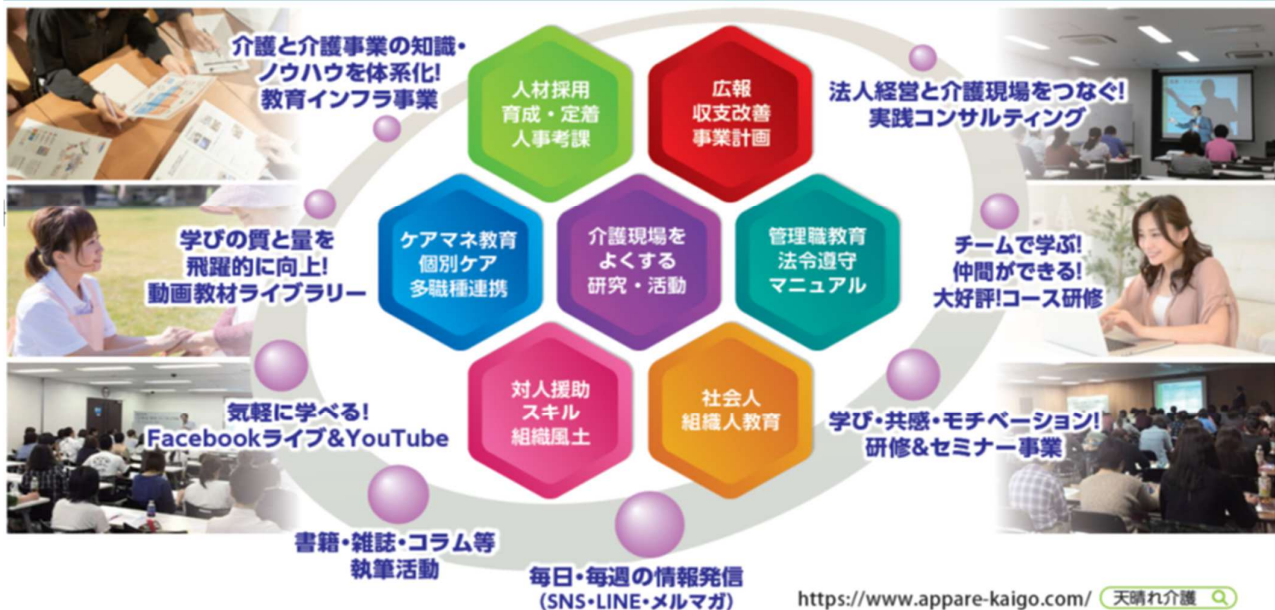 介護と介護事業の知識・
ノウハウを体系化!
教育インフラ事業
人材採用
育成・定着
人事考課
広報
収支改善
事業計画
法人経営と介護現場をつなぐ!
実践コンサルティング
学びの質と量を
飛躍的に向上!
動画教材ライブラリー
ケアマネ教育
個別ケア
多職種連携
介護現場を
よくする
研究・活動
管理職教育
法令遵守
マニュアル
チームで学ぶ!
仲間ができる!
大好評!コース研修
気軽に学べる!
Facebookライブ&YouTube
対人援助
スキル
組織風土
社会人
組織人教育
学び・共感・モチベーション!
研修&セミナー事業
書籍・雑誌・コラム等
執筆活動
毎日・毎週の情報発信
(SNS・LINE・メルマガ)
https://www.appare-kaigo.com/ 天晴れ介護